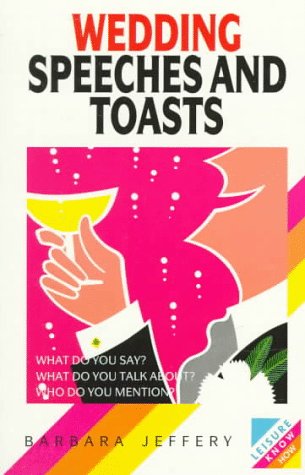 WEDDING
SPEECHES AND
TOASTS
WHAT DO YOU SAY?
WHAT DO YOU TALK ABOUT?
WHO DO YOU MENTION?
BARBARA JEFFERY
LEISURE
KNOW
HOW